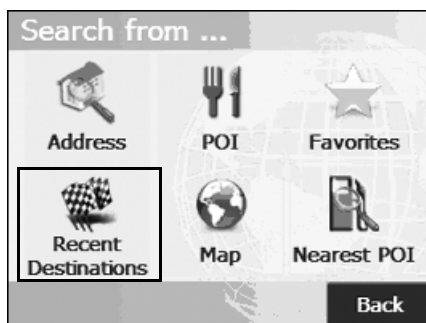 Search from ...
Address
POI
Favorites
Recent
Destinations
Map
Nearest POI
Back